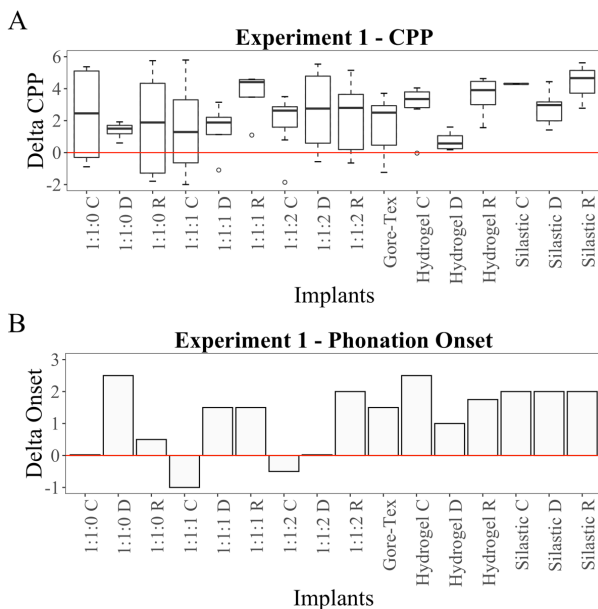 A
Experiment 1 - CPP
Delta CPP
6
4
2
0
-2
1:1:0 C
1:1:0 D
1:1:0 R
1:1:1 C
1:1:1 D
1:1:1 R
1:1:2 C
1:1:2 D
1:1:2 R
Gore-Tex
Hydrogel C
Hydrogel D
Hydrogel R
Silastic C
Silastic D
Silastic R
Implants
B
Experiment 1 - Phonation Onset
Delta Onset
3
2
1
0
-1
1:1:0 C
1:1:0 D
1:1:0 R
1:1:1 C
1:1:1 D
1:1:1 R
1:1:2 C
1:1:2 D
1:1:2 R
Gore-Tex
Hydrogel C
Hydrogel D
Hydrogel R
Silastic C
Silastic D
Silastic R
Implants